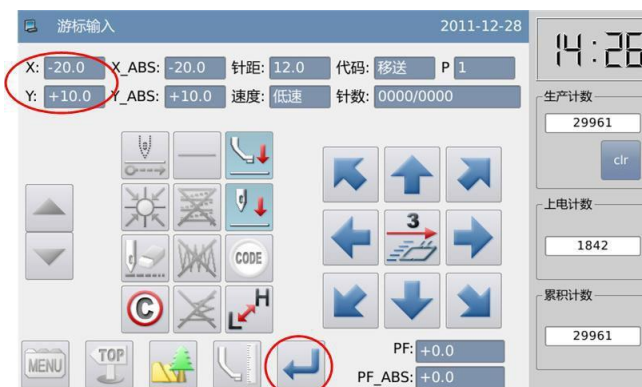 游标输入 2011-12-28
14:26
X: -20.0 X_ABS: -20.0 针距: 12.0 代码: 移送 P 1
Y: +10.0 Y_ABS: +10.0 速度: 低速 针数: 0000/0000
生产计数
29961
clr
上电计数
1842
累积计数
29961
3
CODE
C
H
MENU
TOP
PF: +0.0
PF_ABS: +0.0